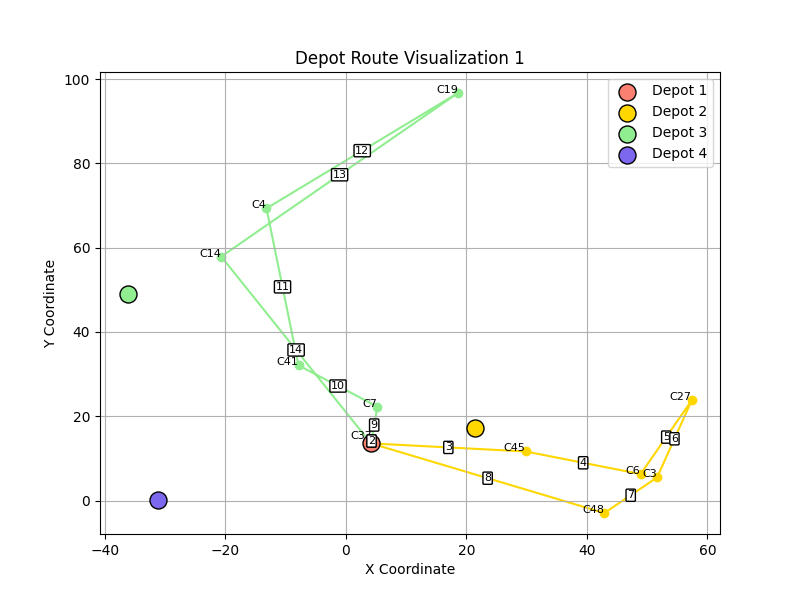 Depot Route Visualization 1
Y Coordinate
100
80
60
40
20
0
−40
−20
0
20
40
60
X Coordinate
Depot 1
Depot 2
Depot 3
Depot 4
C19
12
13
C4
C14
11
14
C41
10
C7
9
2
3
C45
4
C6
C3
C27
5
6
7
C48
8